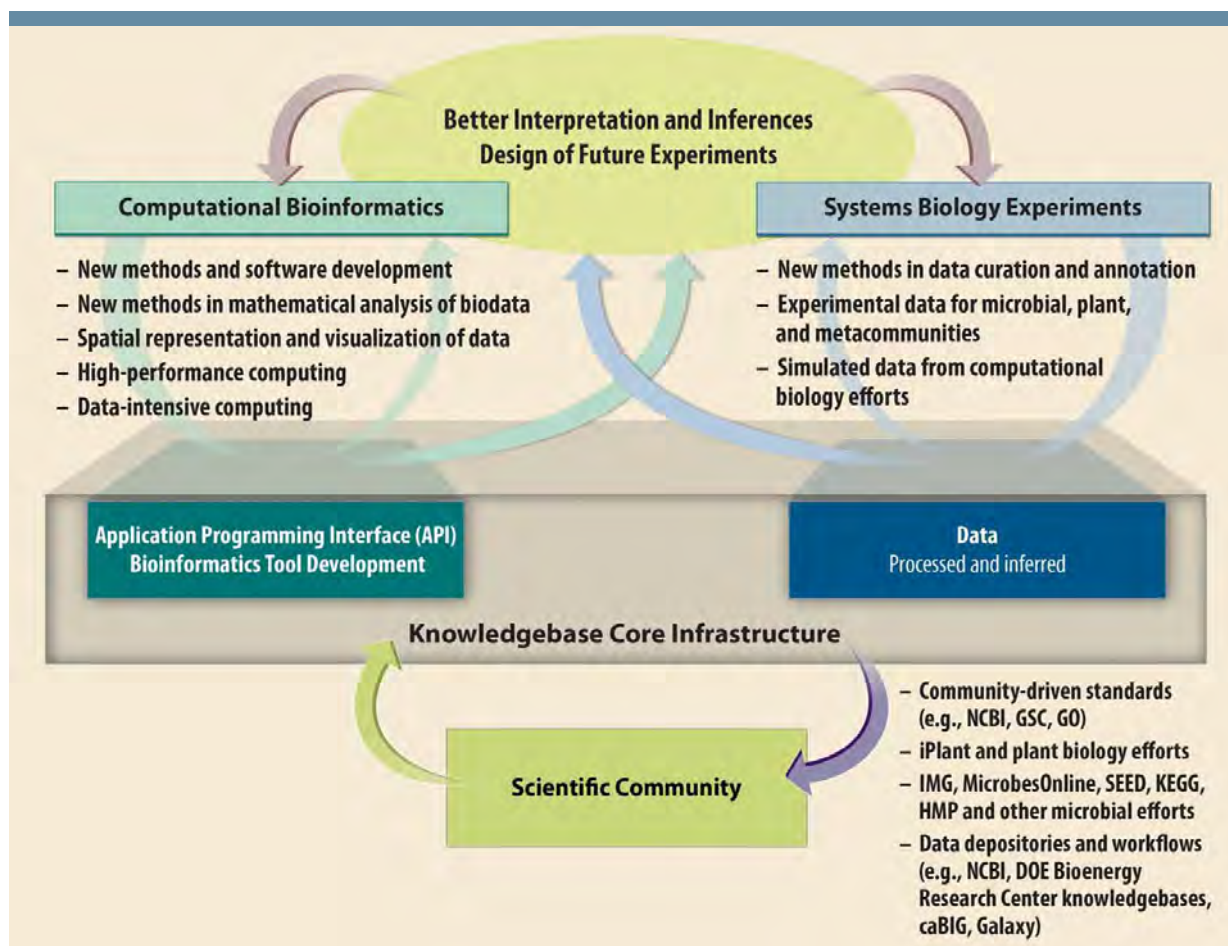 Better Interpretation and Inferences
Design of Future Experiments
Computational Bioinformatics
– New methods and software development
– New methods in mathematical analysis of biodata
– Spatial representation and visualization of data
– High-performance computing
– Data-intensive computing
Systems Biology Experiments
– New methods in data curation and annotation
– Experimental data for microbial, plant,
and metacommunities
– Simulated data from computational
biology efforts
Application Programming Interface (API)
Bioinformatics Tool Development
Data
Processed and inferred
Knowledgebase Core Infrastructure
Scientific Community
– Community-driven standards
(e.g., NCBI, GSC, GO)
– iPlant and plant biology efforts
– IMG, MicrobesOnline, SEED, KEGG,
HMP and other microbial efforts
– Data depositories and workflows
(e.g., NCBI, DOE Bioenergy
Research Center knowledgebases,
caBIG, Galaxy)